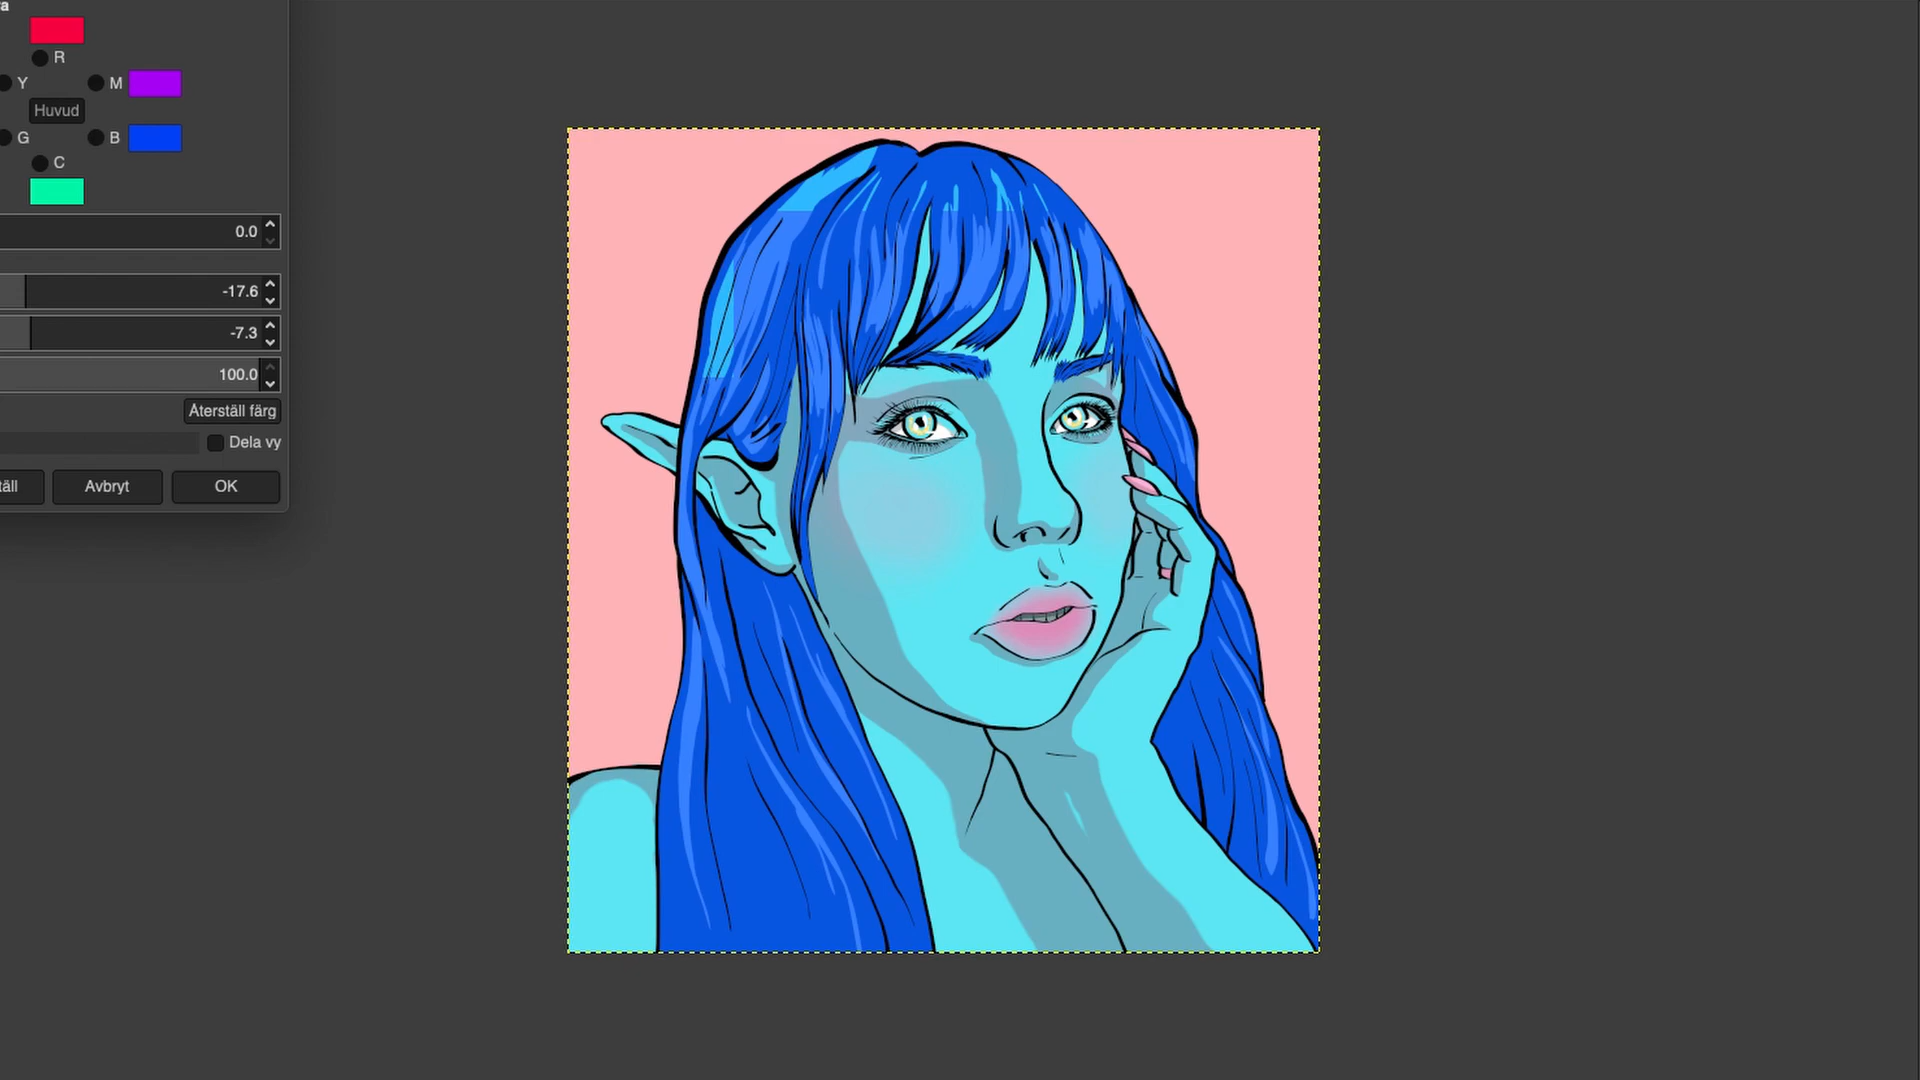 R
Y
M
Huvud
G
B
C
0.0
-17.6
-7.3
100.0
Återställ färg
Dela vy
Avbryt
OK